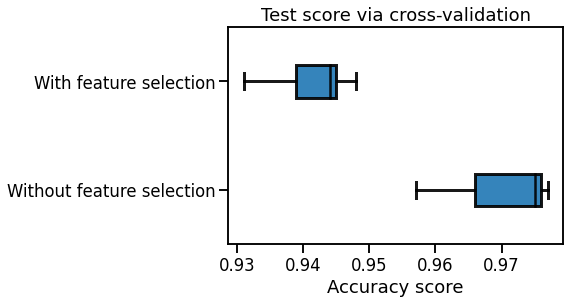 Test score via cross-validation
With feature selection
Without feature selection
0.93 0.94 0.95 0.96 0.97
Accuracy score